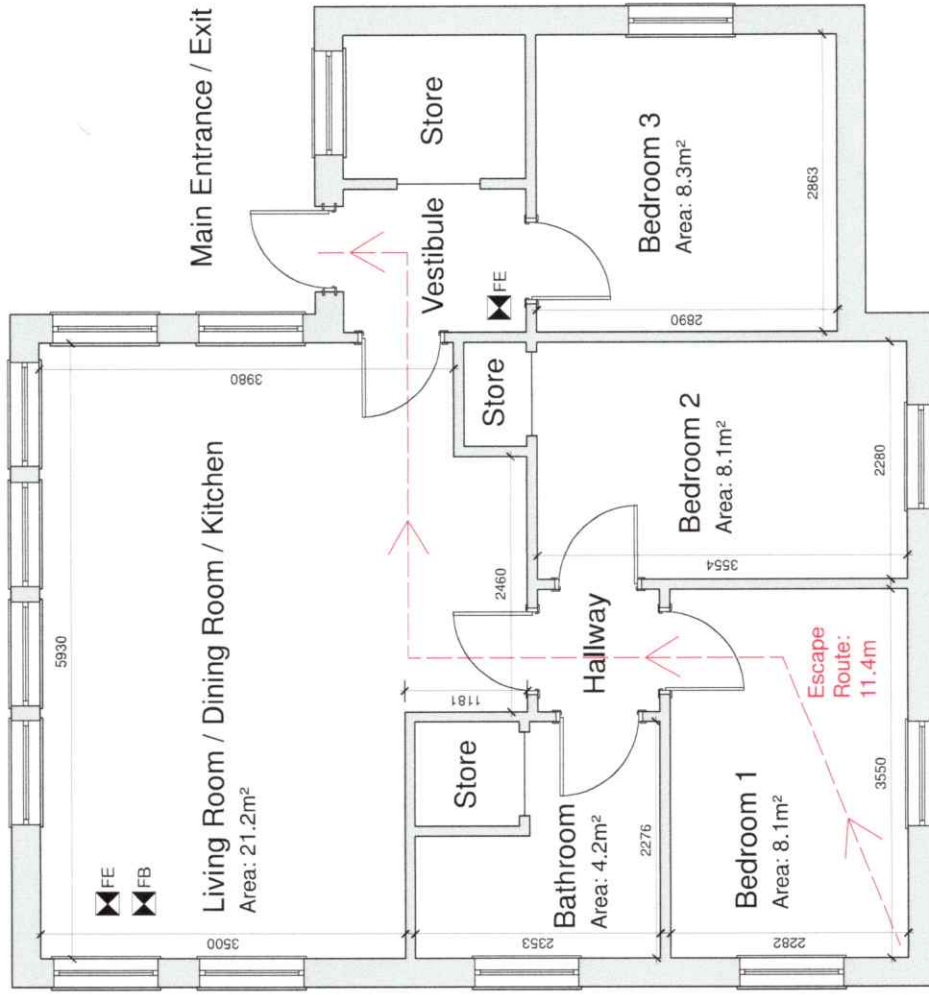 Main Entrance / Exit
Store
Vestibule
FE
Bedroom 3
Area: 8.3m²
2863
2890
5930
3980
Living Room / Dining Room / Kitchen
Area: 21.2m²
FE
FB
3500
Store
2460
1181
Bedroom 2
Area: 8.1m²
2280
3554
Hallway
Store
Bathroom
Area: 4.2m²
2276
2353
Bedroom 1
Area: 8.1m²
2282
3550
Escape
Route:
11.4m